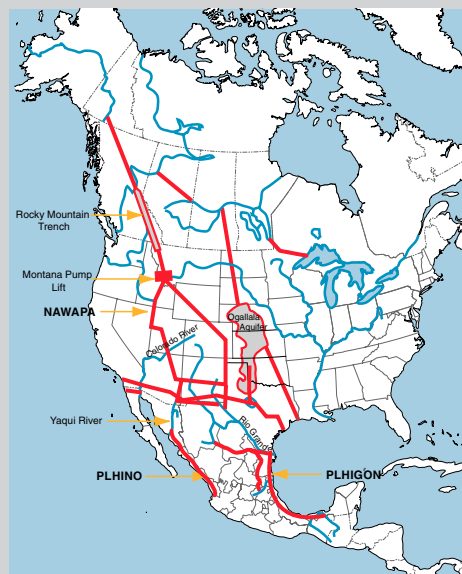 Rocky Mountain
Trench
Montana Pump
Lift
NAWAPA
Ogallala
Aquifer
Colorado River
Yaqui River
Rio Grande
PLHINO
PLHIGON